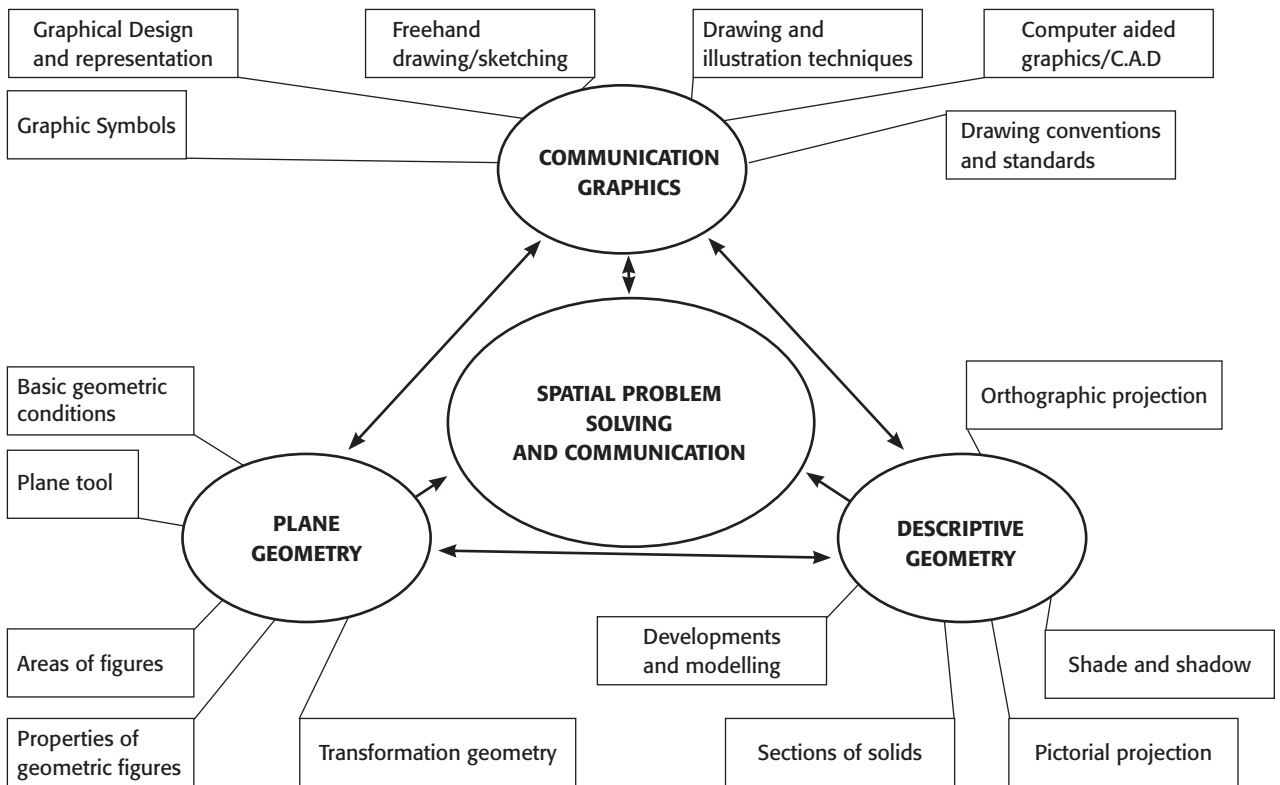 Graphical Design
and representation
Freehand
drawing/sketching
Drawing and
illustration techniques
Computer aided
graphics/C.A.D
Graphic Symbols
Drawing conventions
and standards
COMMUNICATION
GRAPHICS
SPATIAL PROBLEM
SOLVING
AND COMMUNICATION
Basic geometric
conditions
Plane tool
PLANE
GEOMETRY
Orthographic projection
DESCRIPTIVE
GEOMETRY
Areas of figures
Properties of
geometric figures
Transformation geometry
Developments
and modelling
Sections of solids
Pictorial projection
Shade and shadow